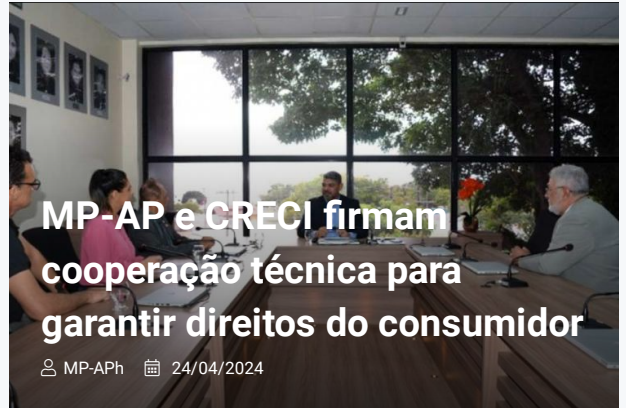 MP-AP e CRECI firmam
cooperação técnica para
garantir direitos do consumidor
MP-APh 24/04/2024